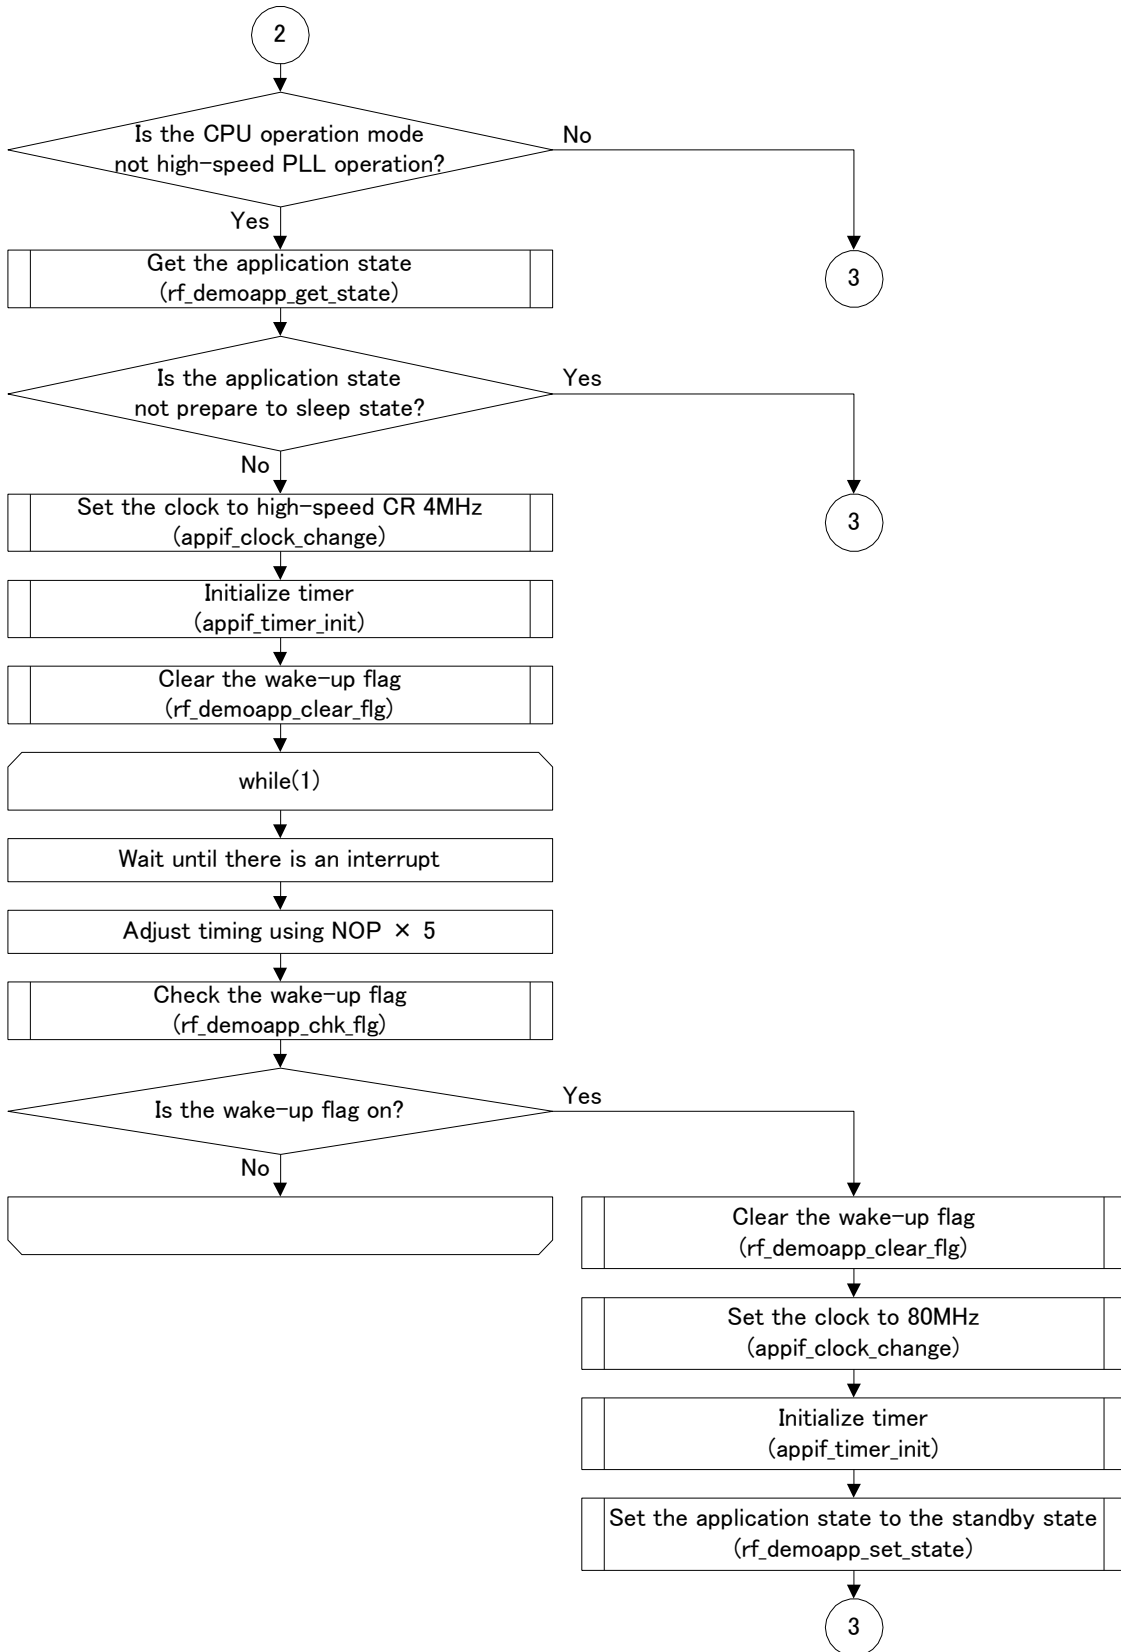 2
Is the CPU operation mode
not high-speed PLL operation?
No
Yes
Get the application state
(rf_demoapp_get_state)
3
Is the application state
not prepare to sleep state?
Yes
No
Set the clock to high-speed CR 4MHz
(appif_clock_change)
3
Initialize timer
(appif_timer_init)
Clear the wake-up flag
(rf_demoapp_clear_flg)
while(1)
Wait until there is an interrupt
Adjust timing using NOP × 5
Check the wake-up flag
(rf_demoapp_chk_flg)
Is the wake-up flag on?
Yes
No
Clear the wake-up flag
(rf_demoapp_clear_flg)
Set the clock to 80MHz
(appif_clock_change)
Initialize timer
(appif_timer_init)
Set the application state to the standby state
(rf_demoapp_set_state)
3